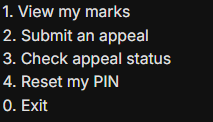 1. View my marks
2. Submit an appeal
3. Check appeal status
4. Reset my PIN
0. Exit